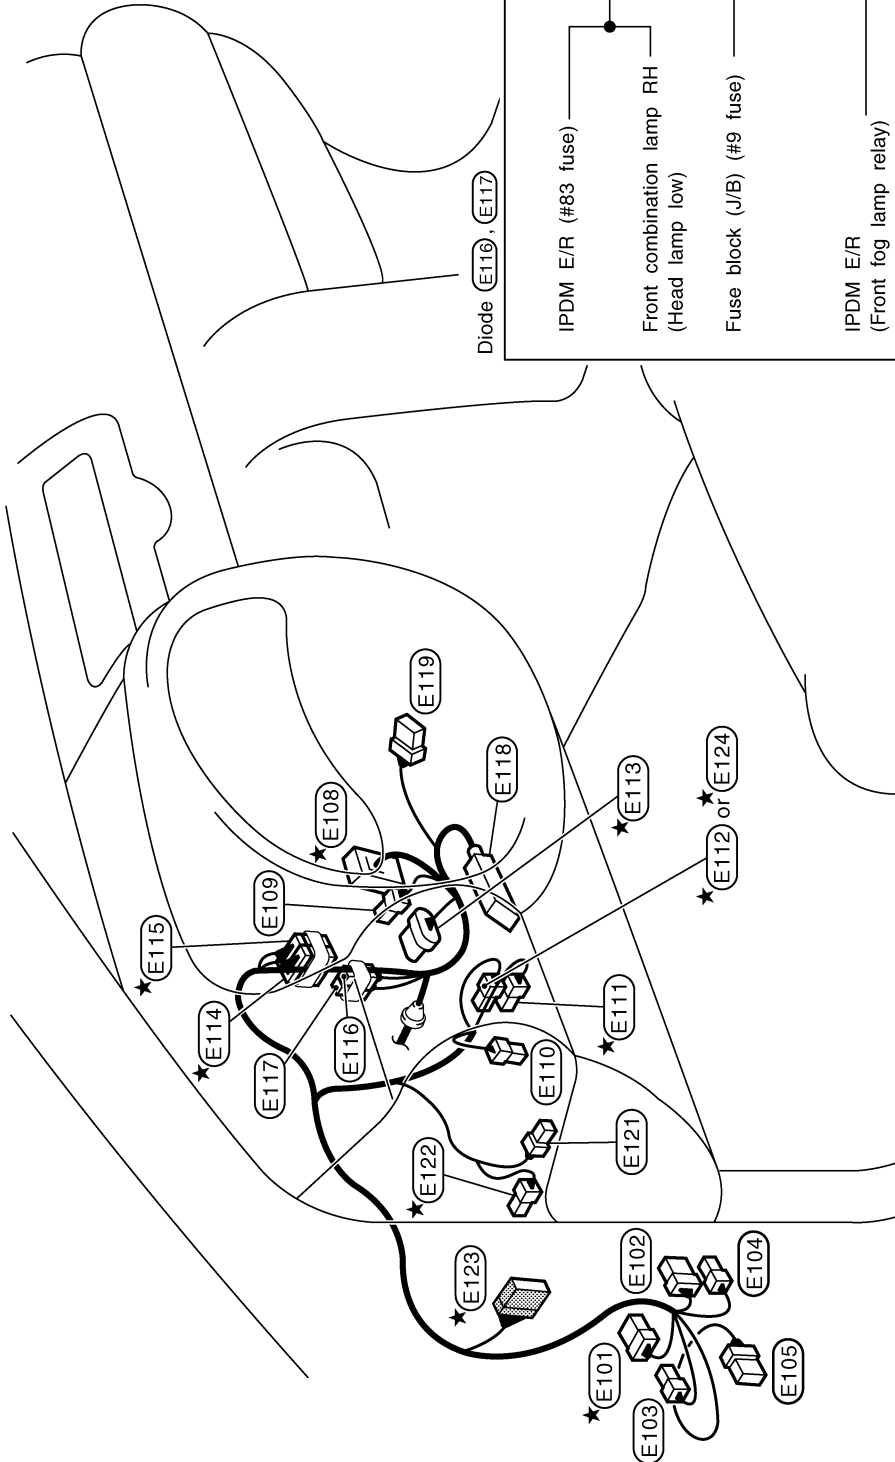 Diode E116 , E117
IPDM E/R (#83 fuse)
Front combination lamp RH
(Head lamp low)
Fuse block (J/B) (#9 fuse)
IPDM E/R
(Front fog lamp relay)
E119
E118
★ E108
E109
★ E113
★ E112 or ★ E124
★ E115
★ E114
E117
E116
★ E111
E110
E121
★ E122
★ E123
E102
E104
★ E101
E103
E105